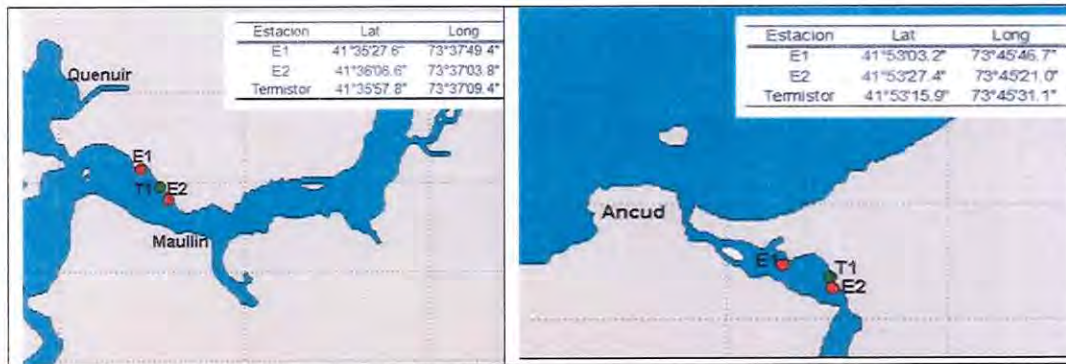 Estacion Lat Long
E1 41°35'27.6" 73°37'49.4"
E2 41°36'06.6" 73°37'03.8"
Termistor 41°35'57.8" 73°37'09.4"
Quenuir
E1
T1 E2
Maullin
Estacion Lat Long
E1 41°53'03.2" 73°45'46.7"
E2 41°53'27.4" 73°45'21.0"
Termistor 41°53'15.9" 73°45'31.1"
Ancud
E1
T1
E2